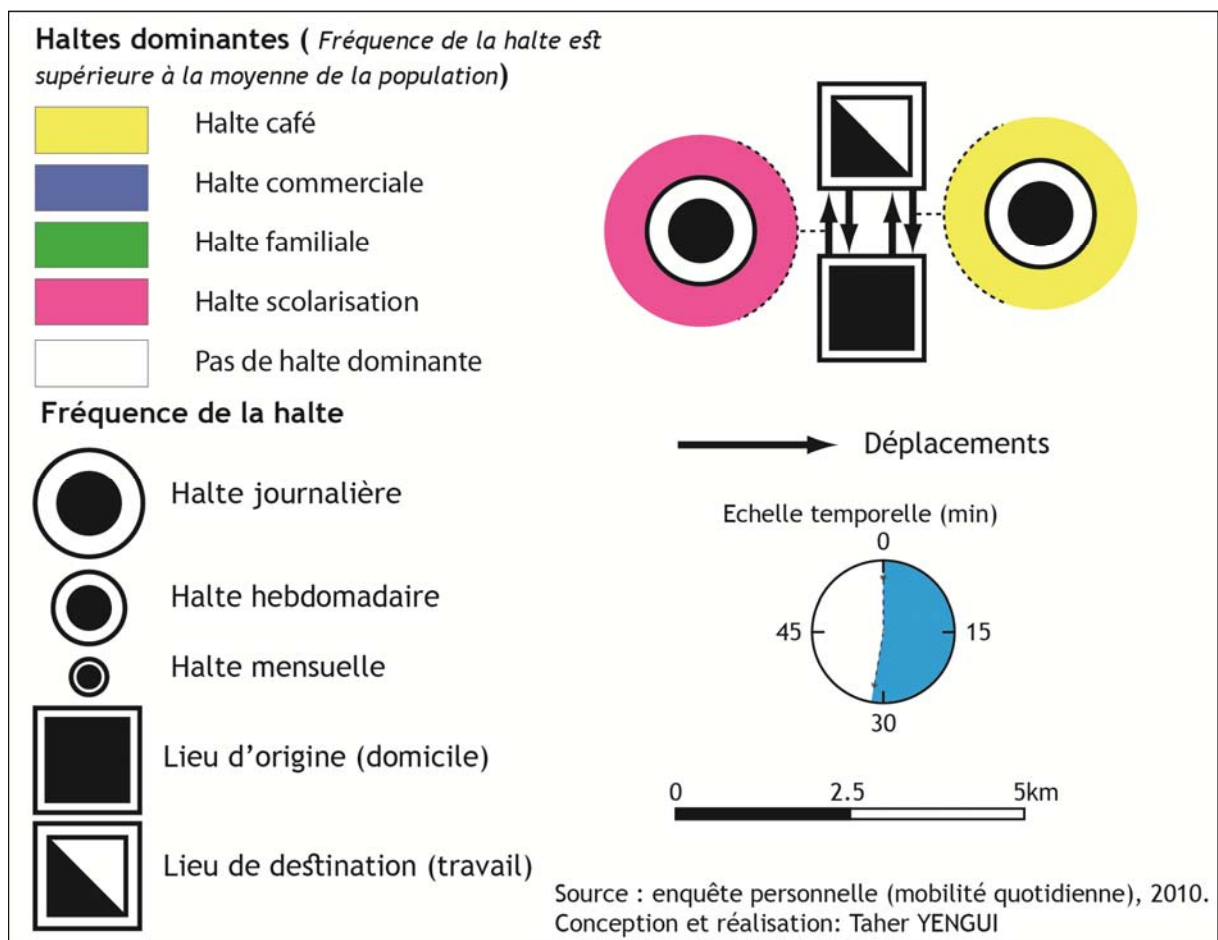 Haltes dominantes ( Fréquence de la halte est
supérieure à la moyenne de la population)
Halte café
Halte commerciale
Halte familiale
Halte scolarisation
Pas de halte dominante
Fréquence de la halte
Halte journalière
Halte hebdomadaire
Halte mensuelle
Lieu d'origine (domicile)
Lieu de destination (travail)
Déplacements
Echelle temporelle (min)
0
45
15
30
0 2.5 5km
Source : enquête personnelle (mobilité quotidienne), 2010.
Conception et réalisation: Taher YENGUI